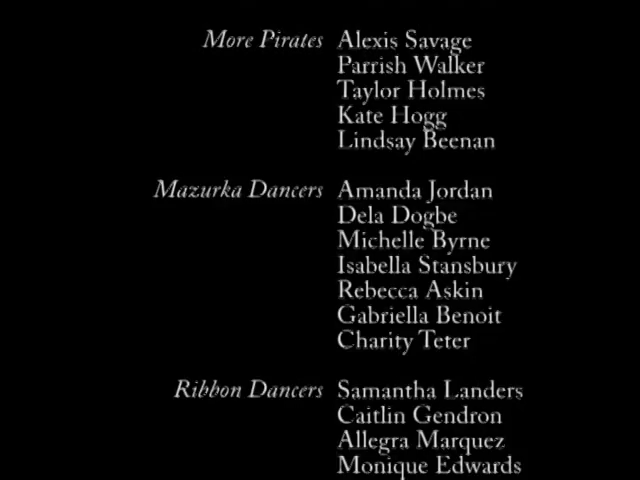 More Pirates Alexis Savage
Parrish Walker
Taylor Holmes
Kate Hogg
Lindsay Beenan
Mazurka Dancers Amanda Jordan
Dela Dogbe
Michelle Byrne
Isabella Stansbury
Rebecca Askin
Gabriella Benoit
Charity Teter
Ribbon Dancers Samantha Landers
Caitlin Gendron
Allegra Marquez
Monique Edwards